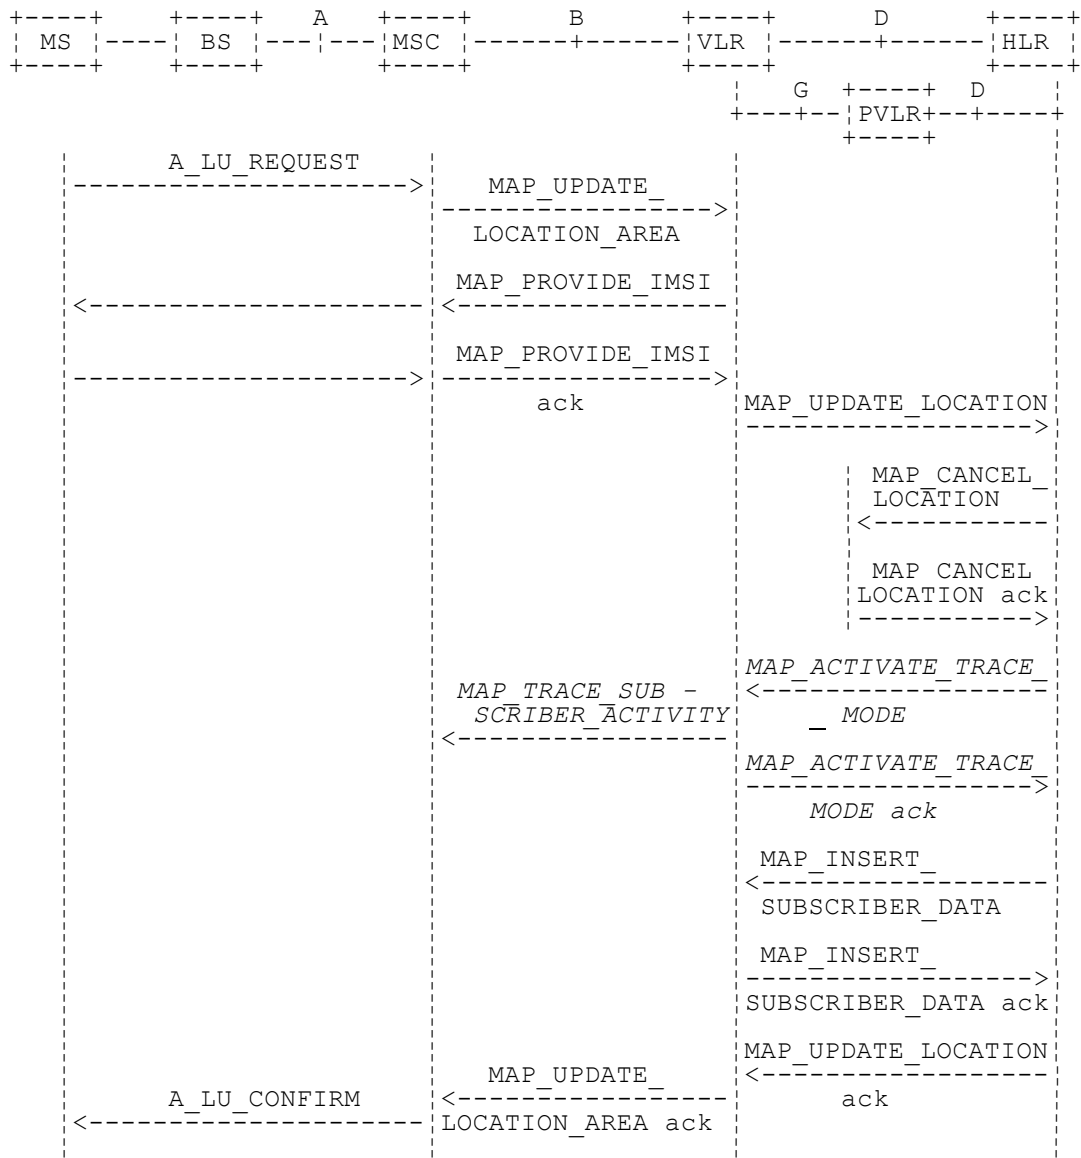 A B D
MS BS MSC VLR HLR
G D
PVLR
A_LU_REQUEST
MAP_UPDATE_
LOCATION_AREA
MAP_PROVIDE_IMSI
MAP_PROVIDE_IMSI
ack MAP_UPDATE_LOCATION
MAP_CANCEL_
LOCATION
MAP CANCEL
LOCATION ack
MAP_ACTIVATE_TRACE_
MAP_TRACE_SUB -
SCRIBER_ACTIVITY _ MODE
MAP_ACTIVATE_TRACE_
MODE ack
MAP_INSERT_
SUBSCRIBER_DATA
MAP_INSERT_
SUBSCRIBER_DATA ack
MAP_UPDATE_LOCATION
MAP_UPDATE_
A_LU_CONFIRM ack
LOCATION_AREA ack